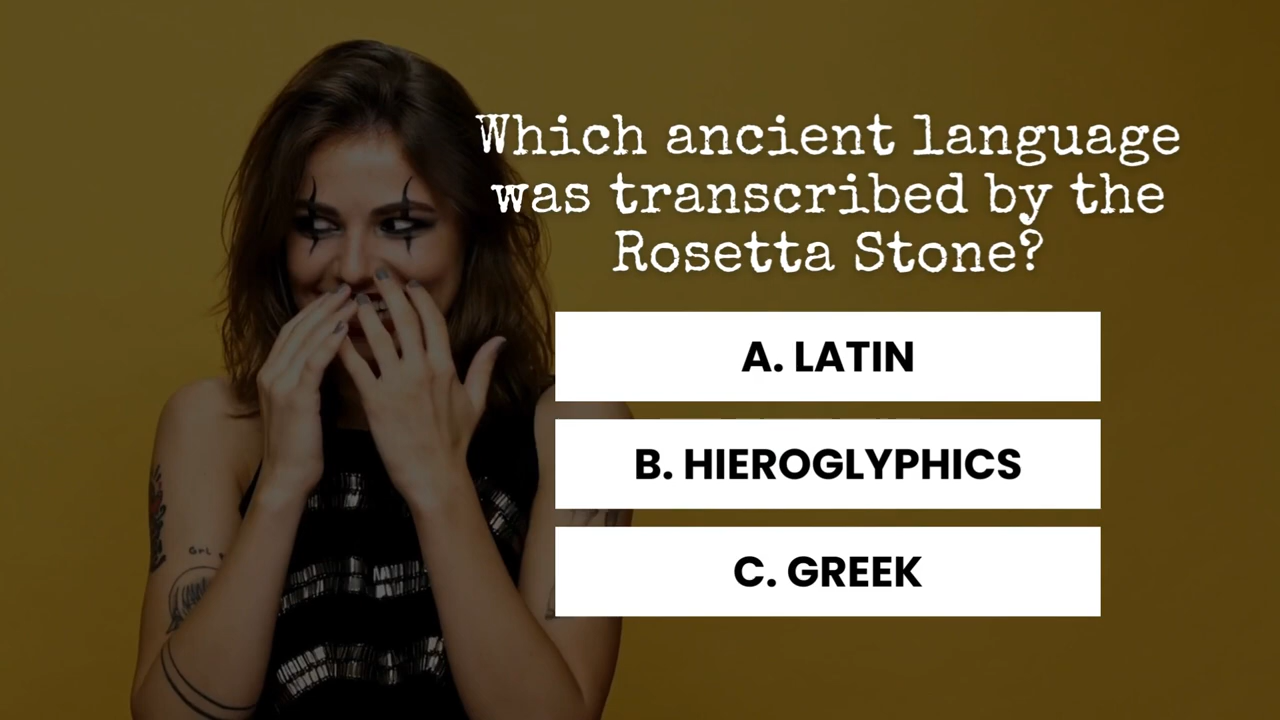 Which ancient language
was transcribed by the
Rosetta Stone?
A. LATIN
B. HIEROGLYPHICS
C. GREEK